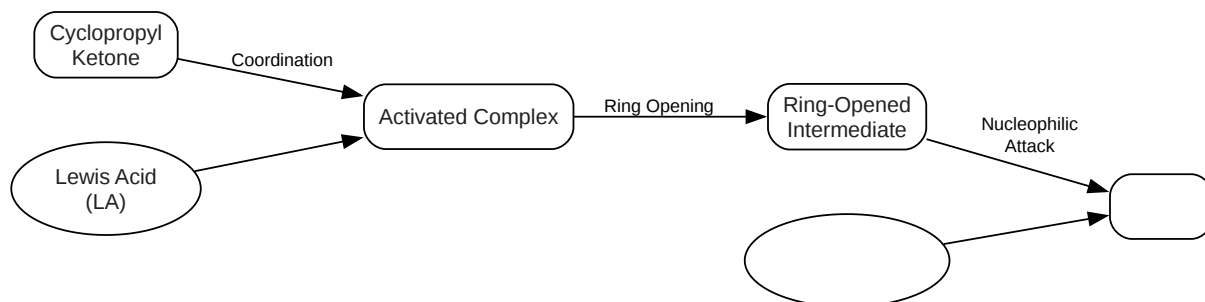 Cyclopropyl
Ketone
Coordination
Lewis Acid
(LA)
Activated Complex
Ring Opening
Ring-Opened
Intermediate
Nucleophilic
Attack